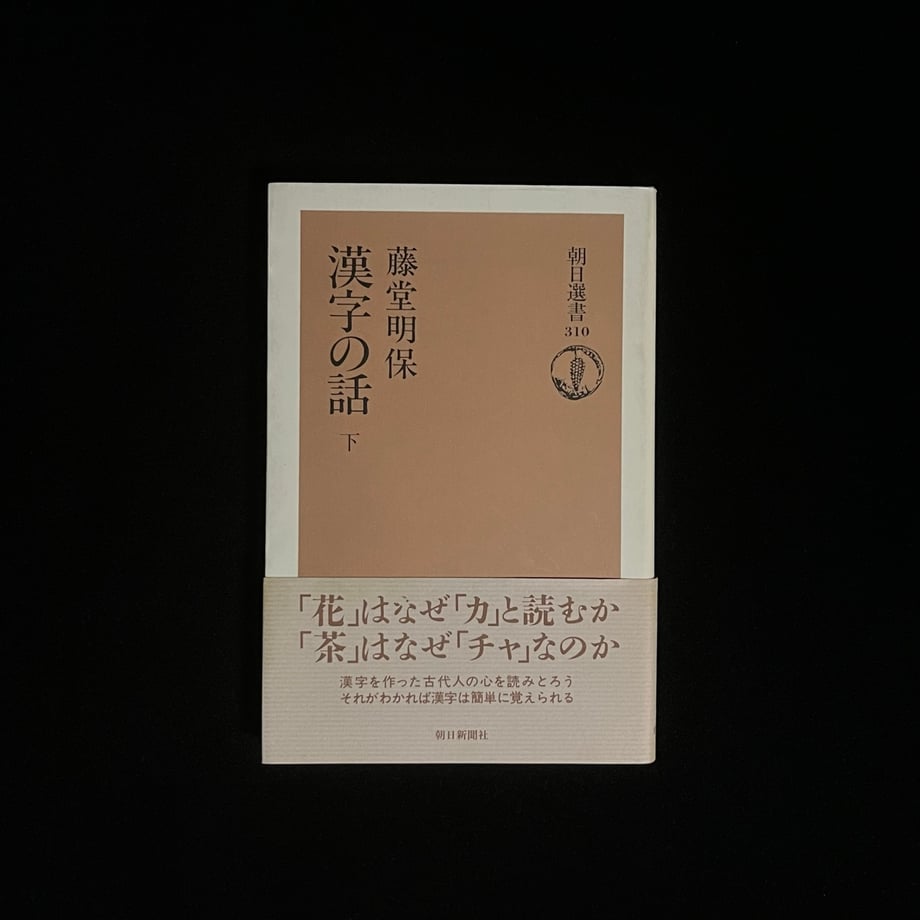 朝日選書
310
藤堂明保
漢字の話
下
「花」はなぜ「カ」と読むか
「茶」はなぜ「チャ」なのか
漢字を作った古代人の心を読みとろう
それがわかれば漢字は簡単に覚えられる
朝日新聞社